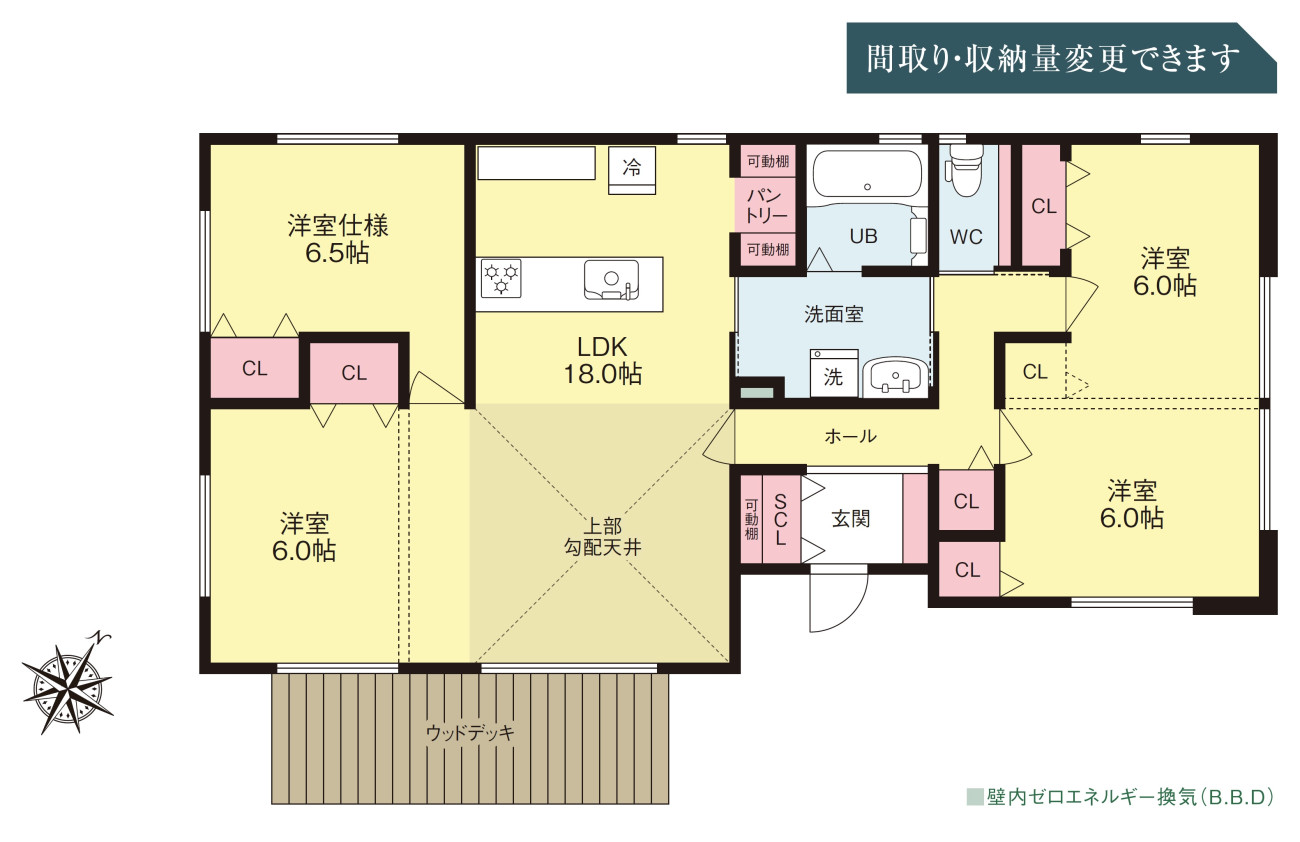 間取り・収納量変更できます
洋室仕様
6.5帖
冷
可動棚
パン
トリー
可動棚
UB
WC
CL
洋室
6.0帖
洗面室
洗
LDK
18.0帖
CL
CL
CL
ホール
洋室
6.0帖
上部
勾配天井
可動棚
SCL
玄関
CL
CL
洋室
6.0帖
N
ウッドデッキ
壁内ゼロエネルギー換気（B.B.D）